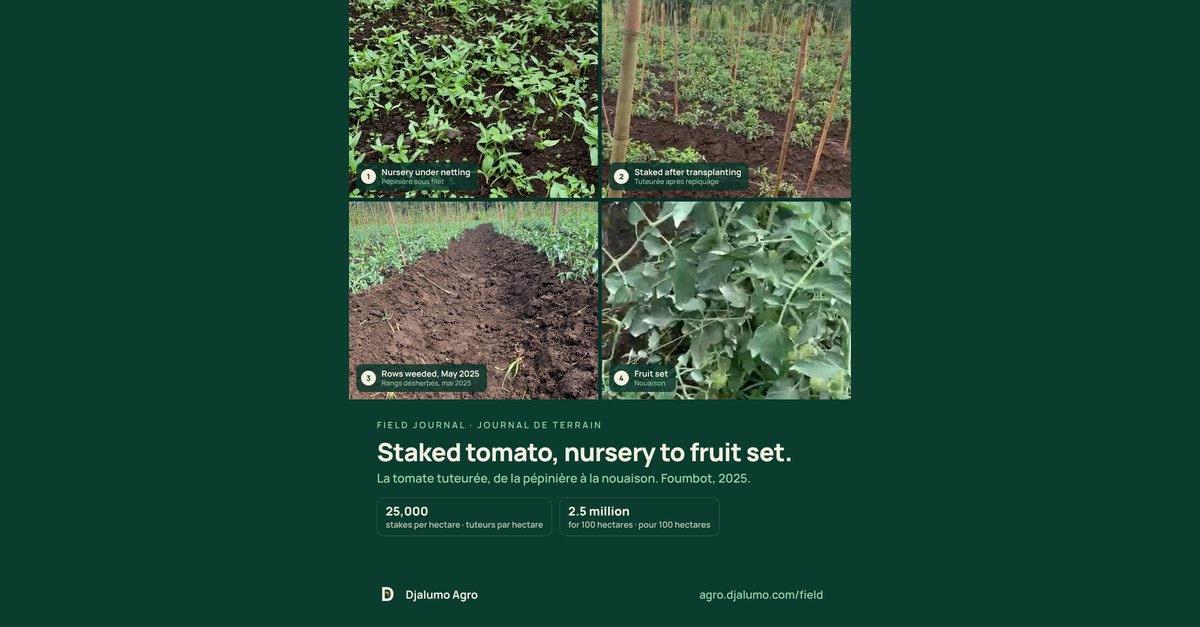 1 Nursery under netting
Pépinière sous filet
2 Staked after transplanting
Tuteurée après repiquage
3 Rows weeded, May 2025
Rangs désherbés, mai 2025
4 Fruit set
Nouaison
FIELD JOURNAL · JOURNAL DE TERRAIN
Staked tomato, nursery to fruit set.
La tomate tuteurée, de la pépinière à la nouaison. Foumbot, 2025.
25,000
stakes per hectare · tuteurs par hectare
2.5 million
for 100 hectares · pour 100 hectares
D Djalumo Agro
agro.djalumo.com/field